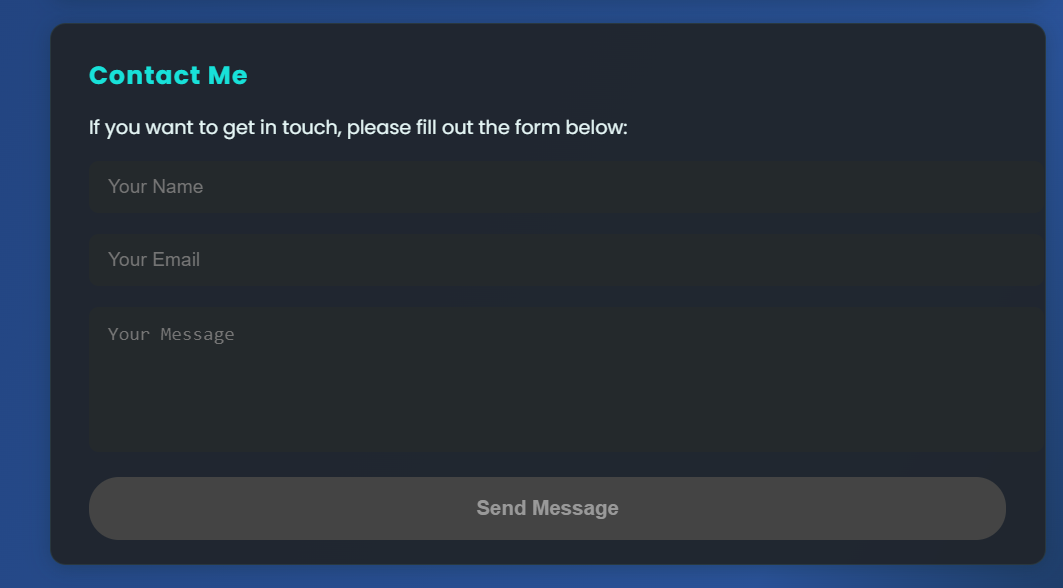 Contact Me
If you want to get in touch, please fill out the form below:
Your Name
Your Email
Your Message
Send Message